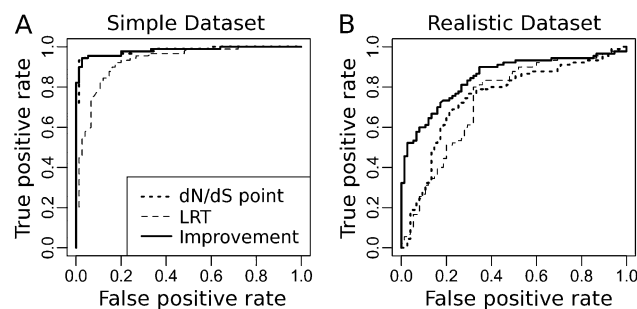 A
Simple Dataset
True positive rate
0.0 0.2 0.4 0.6 0.8 1.0
dN/dS point
LRT
Improvement
0.0 0.2 0.4 0.6 0.8 1.0
False positive rate
B
Realistic Dataset
True positive rate
0.0 0.2 0.4 0.6 0.8 1.0
0.0 0.2 0.4 0.6 0.8 1.0
False positive rate